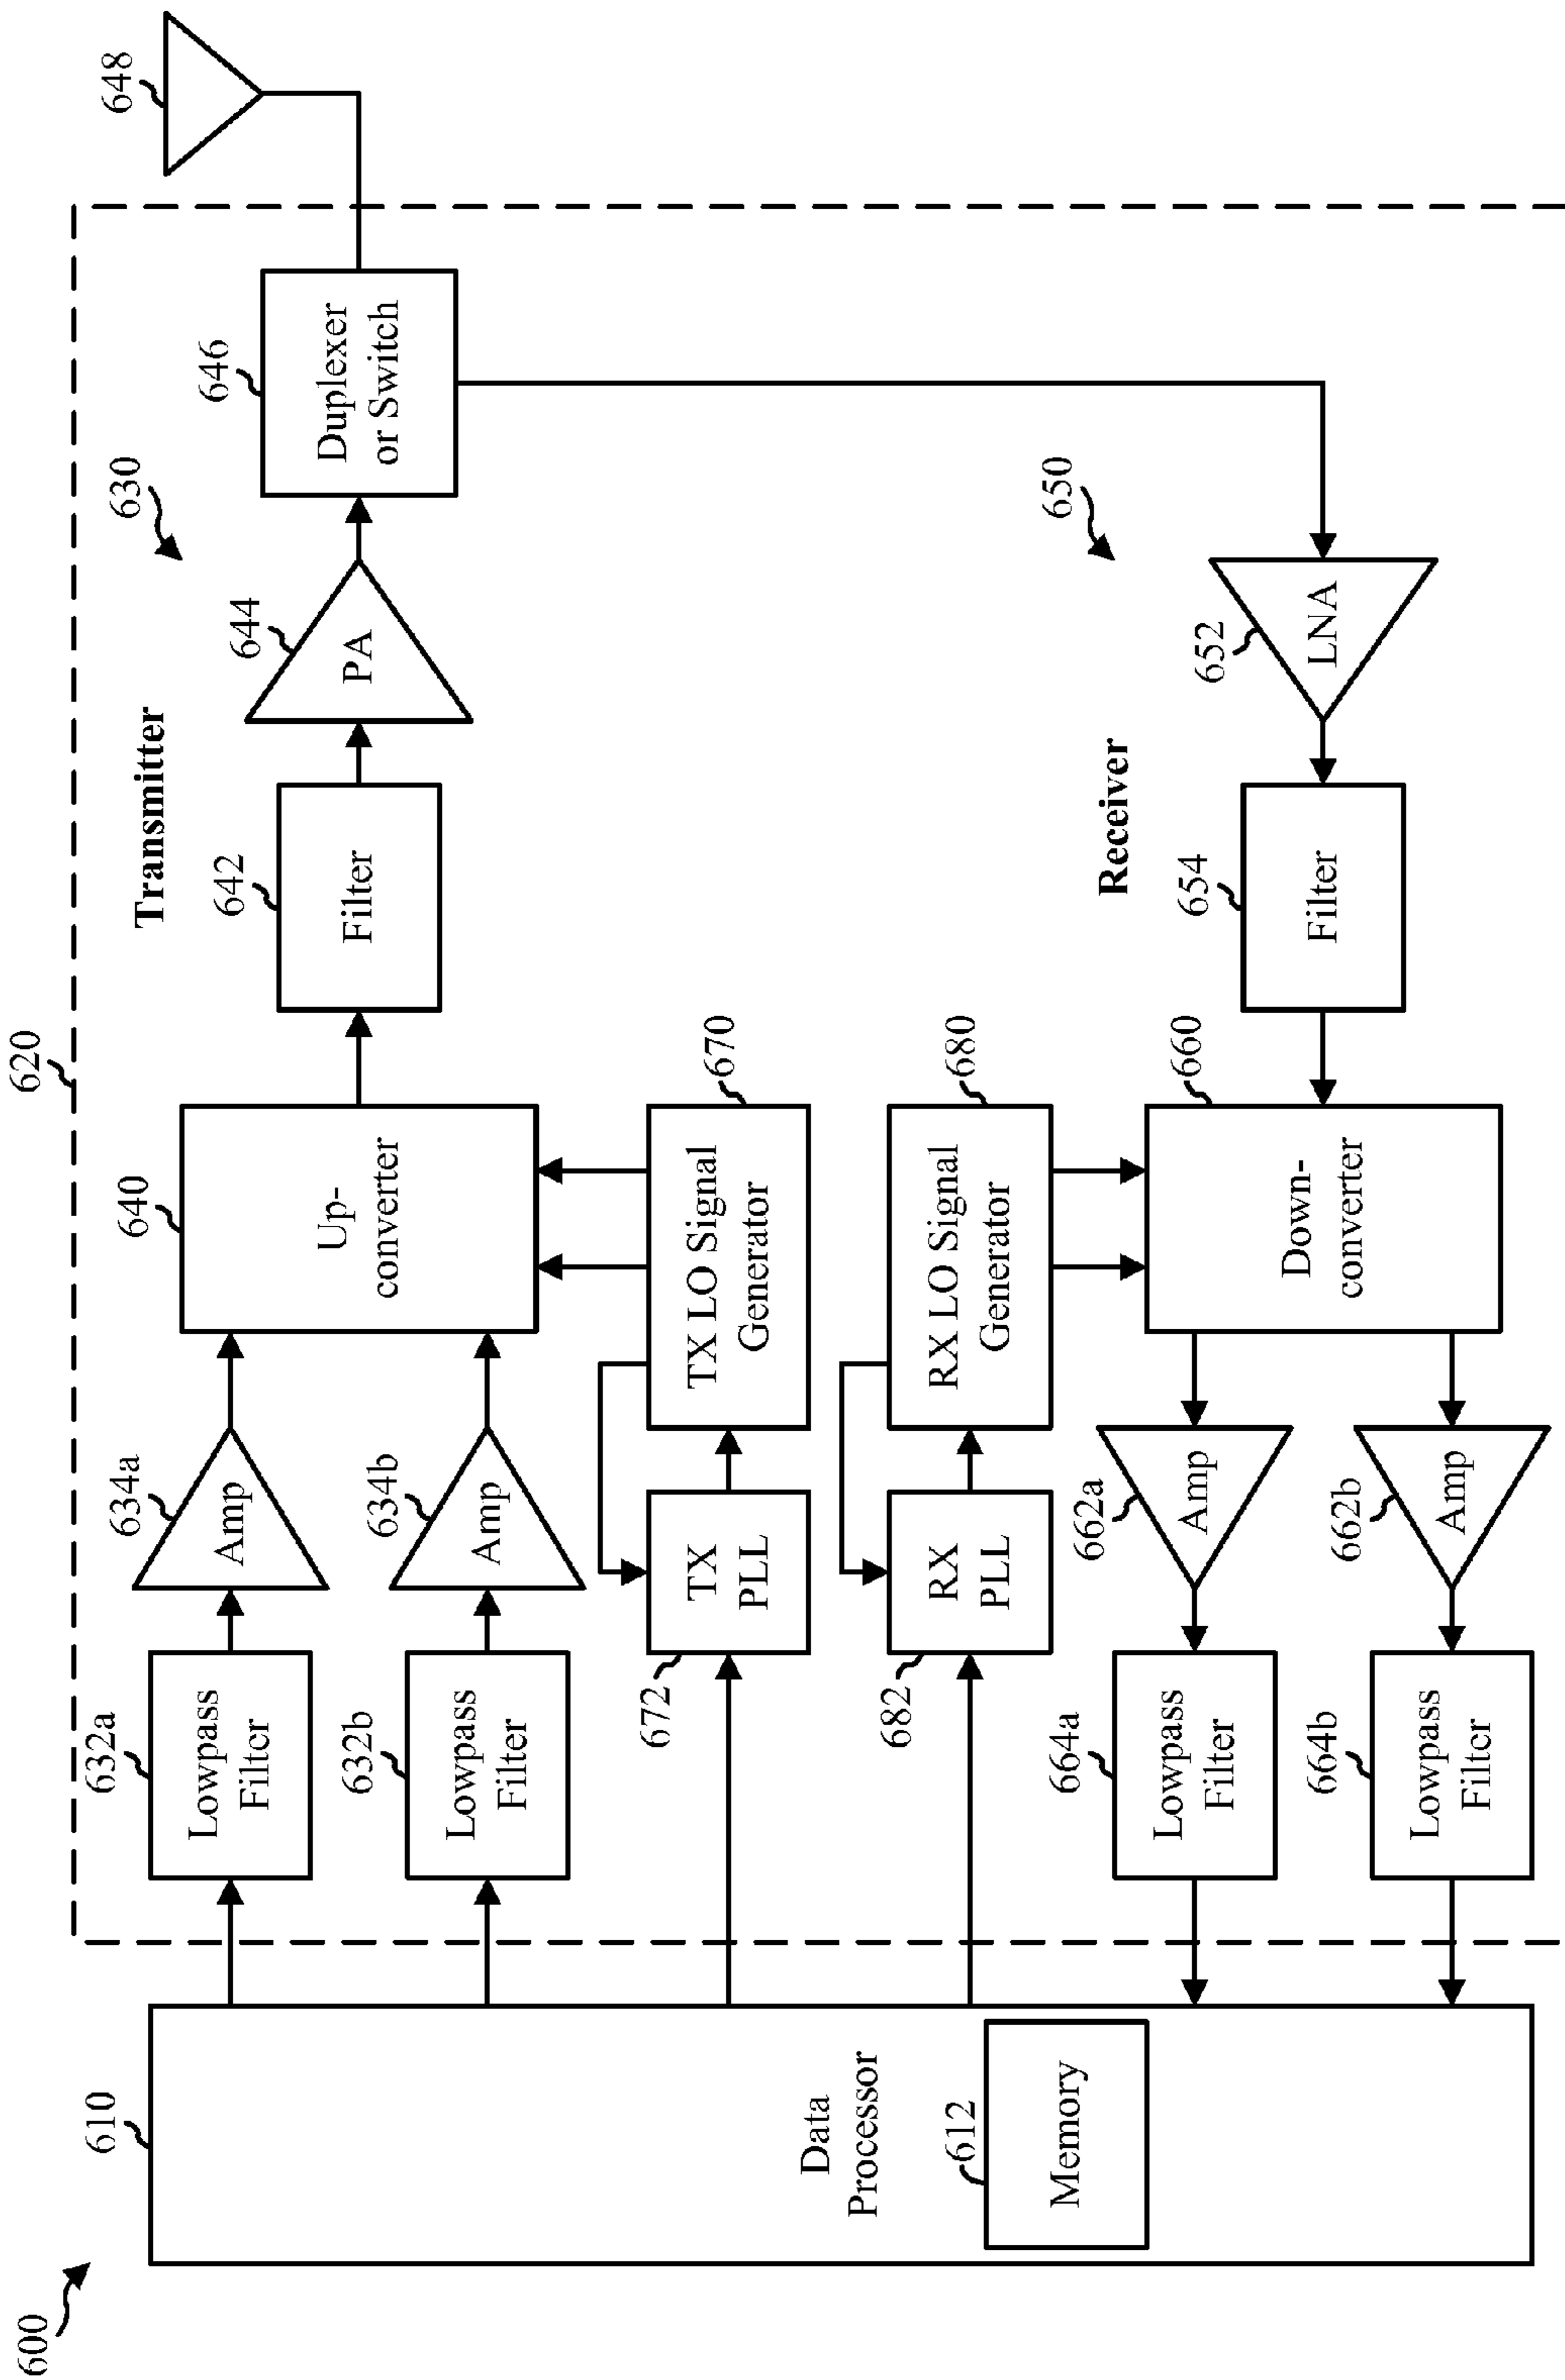 600
610
Data
Processor
612
Memory
620
632a
Lowpass
Filter
634a
Amp
632b
Lowpass
Filter
634b
Amp
640
Up-
converter
Transmitter
642
Filter
644
PA
630
646
Duplexer
or Switch
648
672
TX
PLL
TX LO Signal
Generator
670
682
RX
PLL
RX LO Signal
Generator
680
664a
Lowpass
Filter
662a
Amp
664b
Lowpass
Filter
662b
Amp
660
Down-
converter
Receiver
654
Filter
652
LNA
650